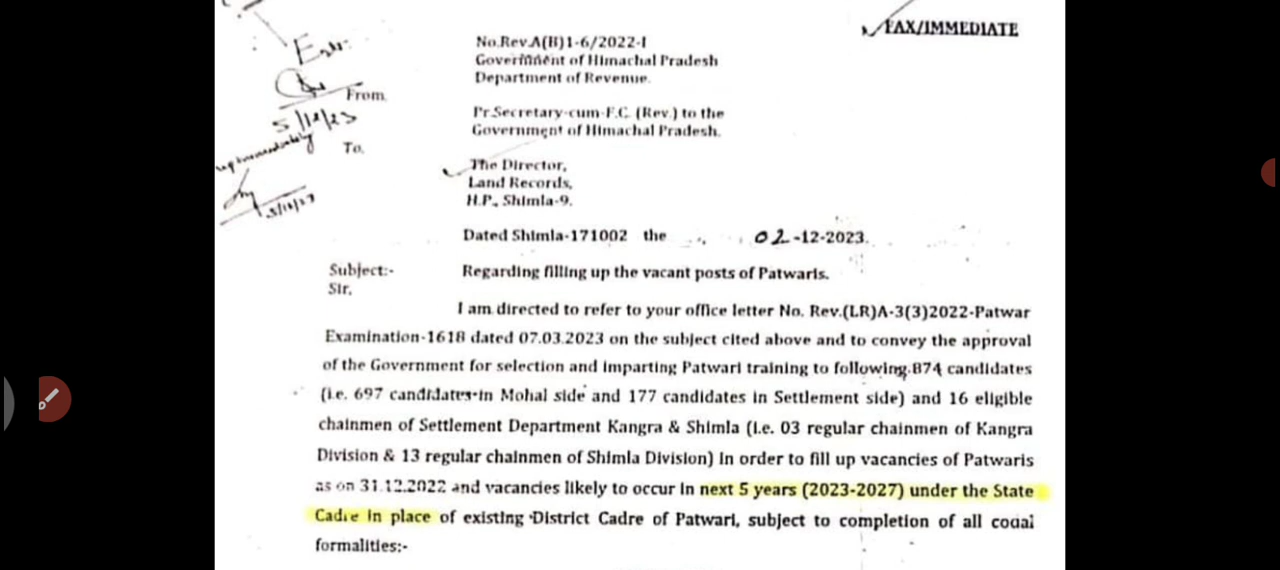 FAX/IMMEDIATE
No.Rev.A(B)1-6/2022-I
Government of Himachal Pradesh
Department of Revenue.
From
Pr.Secretary-cum-F.C. (Rev.) to the
Government of Himachal Pradesh.
5/12/23
To.
The Director,
Land Records,
H.P., Shimla-9.
Dated Shimla-171002 the 02-12-2023.
Subject:- Regarding filling up the vacant posts of Patwaris.
Sir,
I am directed to refer to your office letter No. Rev.(LR)A-3(3)2022-Patwar
Examination-1618 dated 07.03.2023 on the subject cited above and to convey the approval
of the Government for selection and imparting Patwari training to following 874 candidates
(i.e. 697 candidates in Mohal side and 177 candidates in Settlement side) and 16 eligible
chainmen of Settlement Department Kangra & Shimla (i.e. 03 regular chainmen of Kangra
Division & 13 regular chainmen of Shimla Division) in order to fill up vacancies of Patwaris
as on 31.12.2022 and vacancies likely to occur in next 5 years (2023-2027) under the State
Cadre in place of existing District Cadre of Patwari, subject to completion of all codal
formalities:-